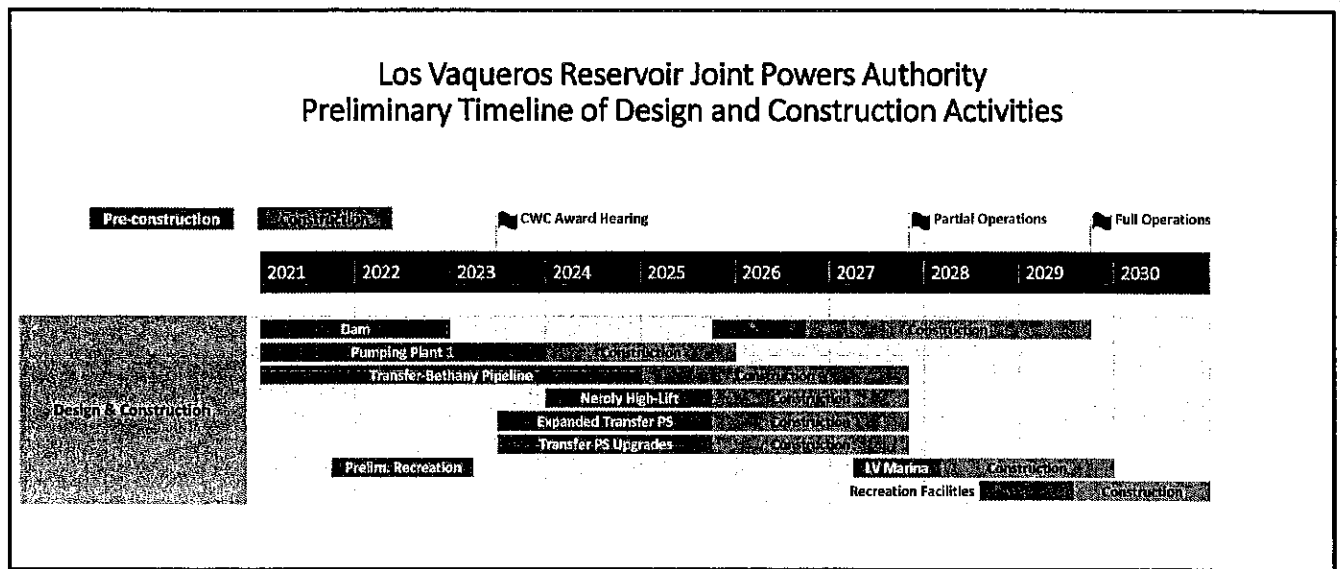 Los Vaqueros Reservoir Joint Powers Authority
Preliminary Timeline of Design and Construction Activities
Pre-construction
Construction
CWC Award Hearing
Partial Operations
Full Operations
2021 2022 2023 2024 2025 2026 2027 2028 2029 2030
Design & Construction
Dam Construction
Pumping Plant 1 Construction
Transfer-Bethany Pipeline Construction
Neroly High-Lift Construction
Expanded Transfer PS Construction
Transfer PS Upgrades Construction
Prelim. Recreation LV Marina Construction
Recreation Facilities Construction